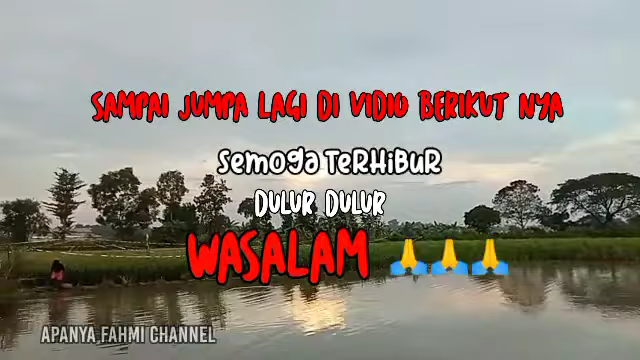 SAMPAI JUMPA LAGI DI VIDIO BERIKUT NYA
Semoga TeRHiBuR
DULUR DULUR
WASALAM 🙏🙏🙏
APANYA FAHMI CHANNEL